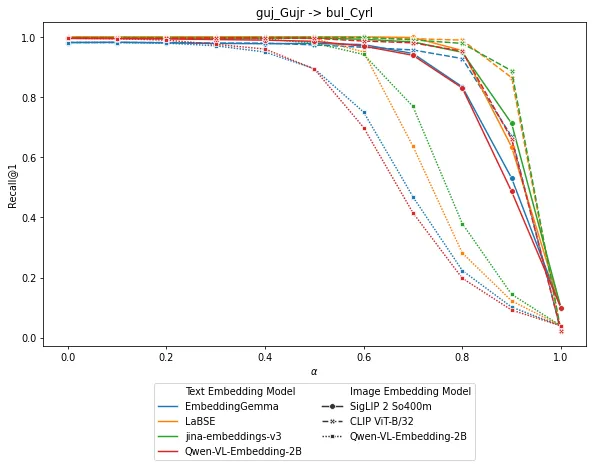 guj_Gujr -> bul_Cyrl
1.0
0.8
0.6
0.4
0.2
0.0
Recall@1
0.0 0.2 0.4 0.6 0.8 1.0
α
Text Embedding Model Image Embedding Model
EmbeddingGemma SigLIP 2 So400m
LaBSE CLIP ViT-B/32
jina-embeddings-v3 Qwen-VL-Embedding-2B
Qwen-VL-Embedding-2B